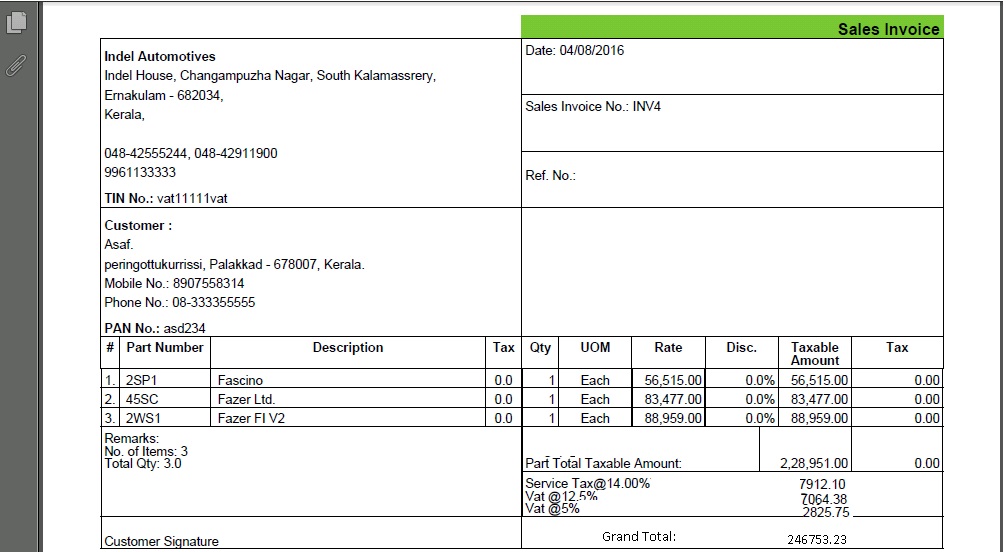 Sales Invoice
Indel Automotives
Indel House, Changampuzha Nagar, South Kalamassrery,
Ernakulam - 682034,
Kerala,
048-42555244, 048-42911900
9961133333
TIN No.: vat11111vat
Date: 04/08/2016
Sales Invoice No.: INV4
Ref. No.:
Customer :
Asaf.
peringottukurrissi, Palakkad - 678007, Kerala.
Mobile No.: 8907558314
Phone No.: 08-333355555
PAN No.: asd234
# Part Number Description Tax Qty UOM Rate Disc. Taxable Amount Tax
1. 2SP1 Fascino 0.0 1 Each 56,515.00 0.0% 56,515.00 0.00
2. 45SC Fazer Ltd. 0.0 1 Each 83,477.00 0.0% 83,477.00 0.00
3. 2WS1 Fazer FI V2 0.0 1 Each 88,959.00 0.0% 88,959.00 0.00
Remarks:
No. of Items: 3
Total Qty: 3.0
Part Total Taxable Amount: 2,28,951.00 0.00
Service Tax@14.00% 7912.10
Vat @12.5% 7064.38
Vat @5% 2825.75
Customer Signature
Grand Total: 246753.23